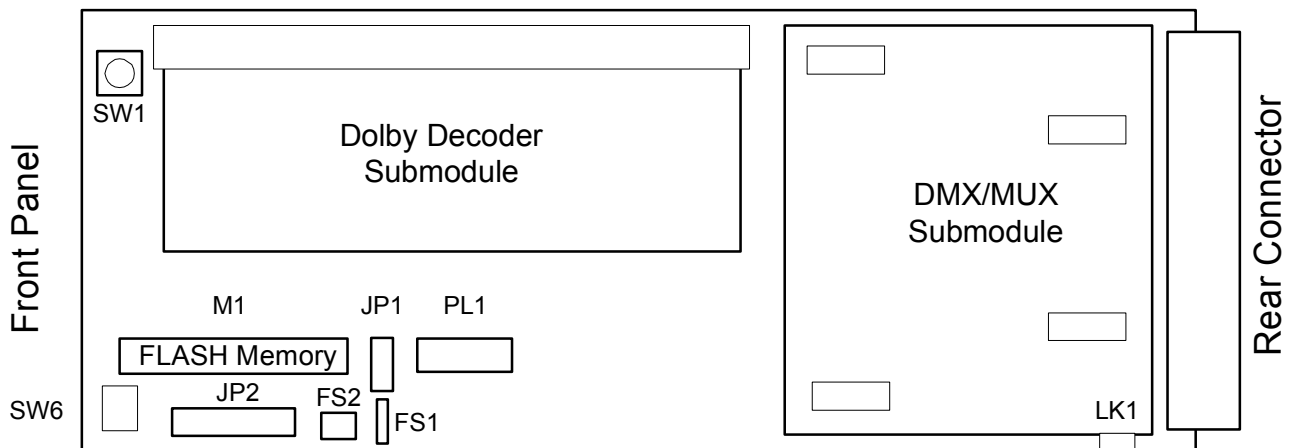 SW1
Dolby Decoder
Submodule
DMX/MUX
Submodule
Front Panel
Rear Connector
M1
JP1
PL1
FLASH Memory
SW6
JP2
FS2
FS1
LK1